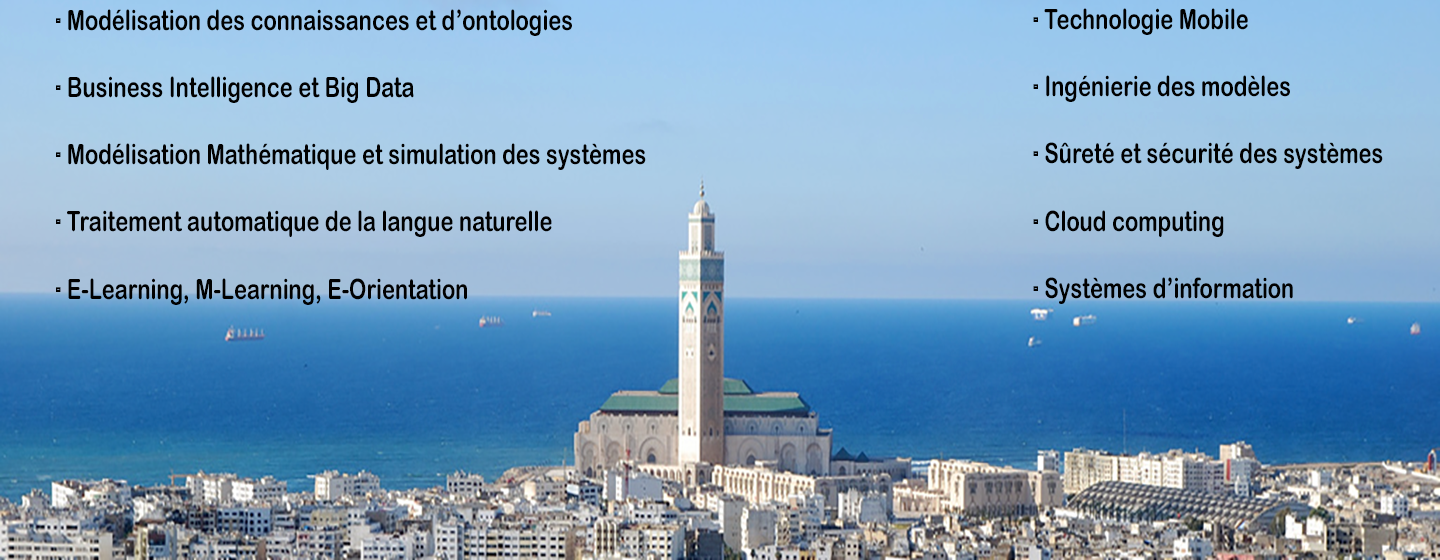 · Modélisation des connaissances et d’ontologies
· Business Intelligence et Big Data
· Modélisation Mathématique et simulation des systèmes
· Traitement automatique de la langue naturelle
· E-Learning, M-Learning, E-Orientation
· Technologie Mobile
· Ingénierie des modèles
· Sûreté et sécurité des systèmes
· Cloud computing
· Systèmes d’information